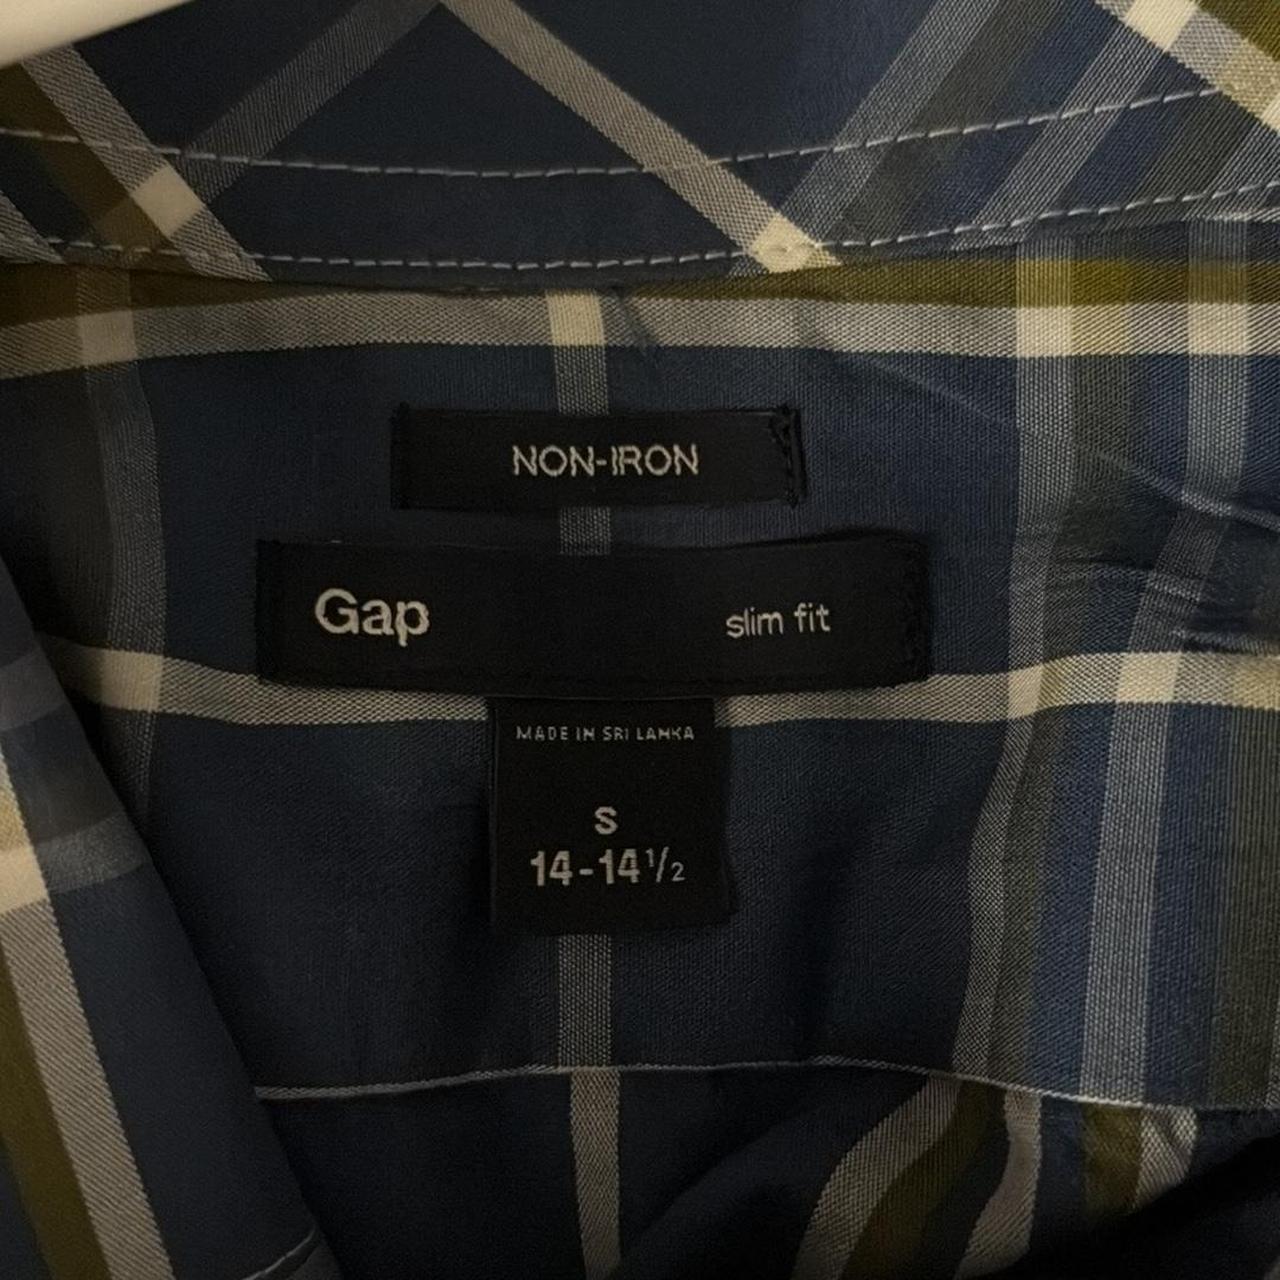 NON-IRON
Gap slim fit
MADE IN SRI LANKA
S
14-14½